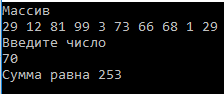 Массив
29 12 81 99 3 73 66 68 1 29
Введите число
70
Сумма равна 253